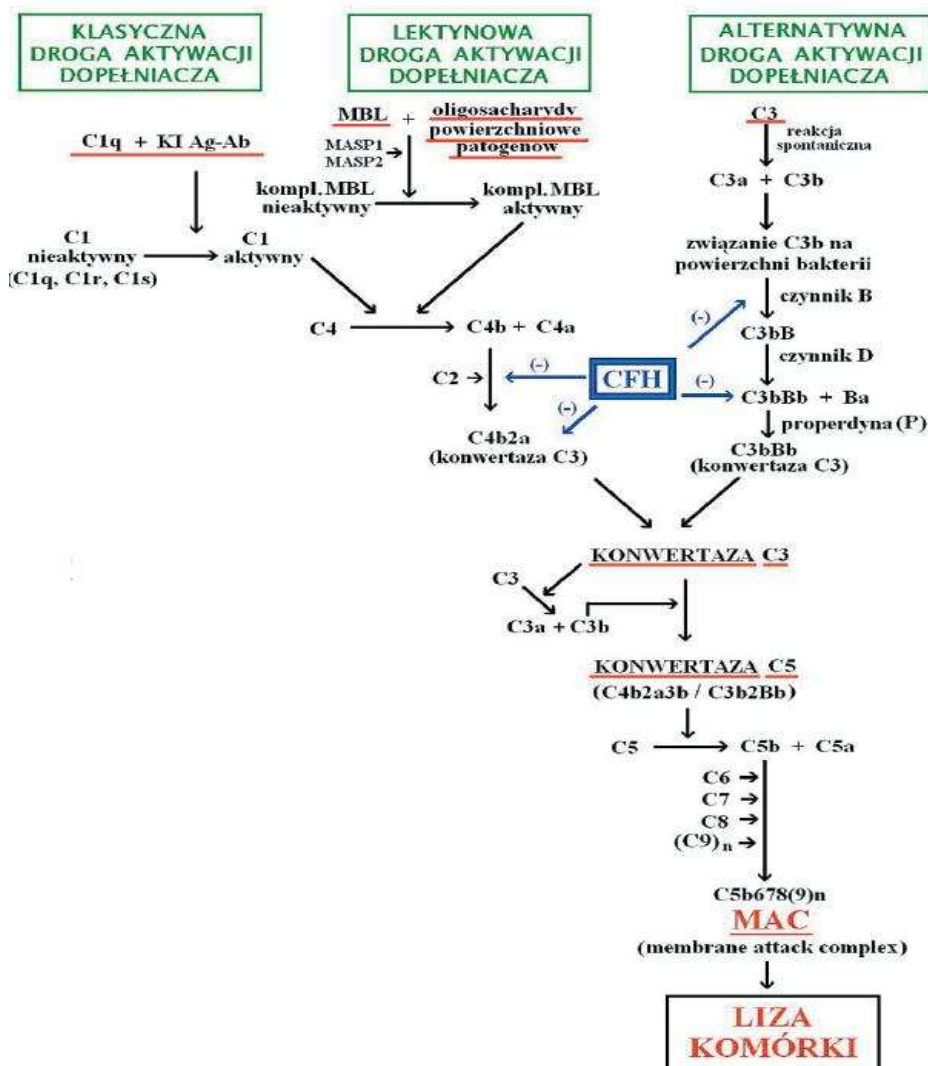 KLASYCZNA
DROGA AKTYWACJI
DOPEŁNIACZA
LEKTYNOWA
DROGA AKTYWACJI
DOPEŁNIACZA
ALTERNATYWNA
DROGA AKTYWACJI
DOPEŁNIACZA
C1q + KI Ag-Ab
C1
nieaktywny
(C1q, C1r, C1s)
C1
aktywny
MBL + oligosacharydy
powierzchniowe
patogenow
MASP1
MASP2
kompl.MBL
nieaktywny
kompl.MBL
aktywny
C3
reakcja
spontaniczna
C3a + C3b
związanie C3b na
powierzchni bakterii
czynnik B
C3bB
czynnik D
C3bBb + Ba
properdyna (P)
C3bBb
(konwertaza C3)
C4
C4b + C4a
C2
(-)
CFH
(-)
(-)
(-)
C4b2a
(konwertaza C3)
KONWERTAZA C3
C3
C3a + C3b
KONWERTAZA C5
(C4b2a3b / C3b2Bb)
C5
C5b + C5a
C6
C7
C8
(C9)n
C5b678(9)n
MAC
(membrane attack complex)
LIZA
KOMÓRKI